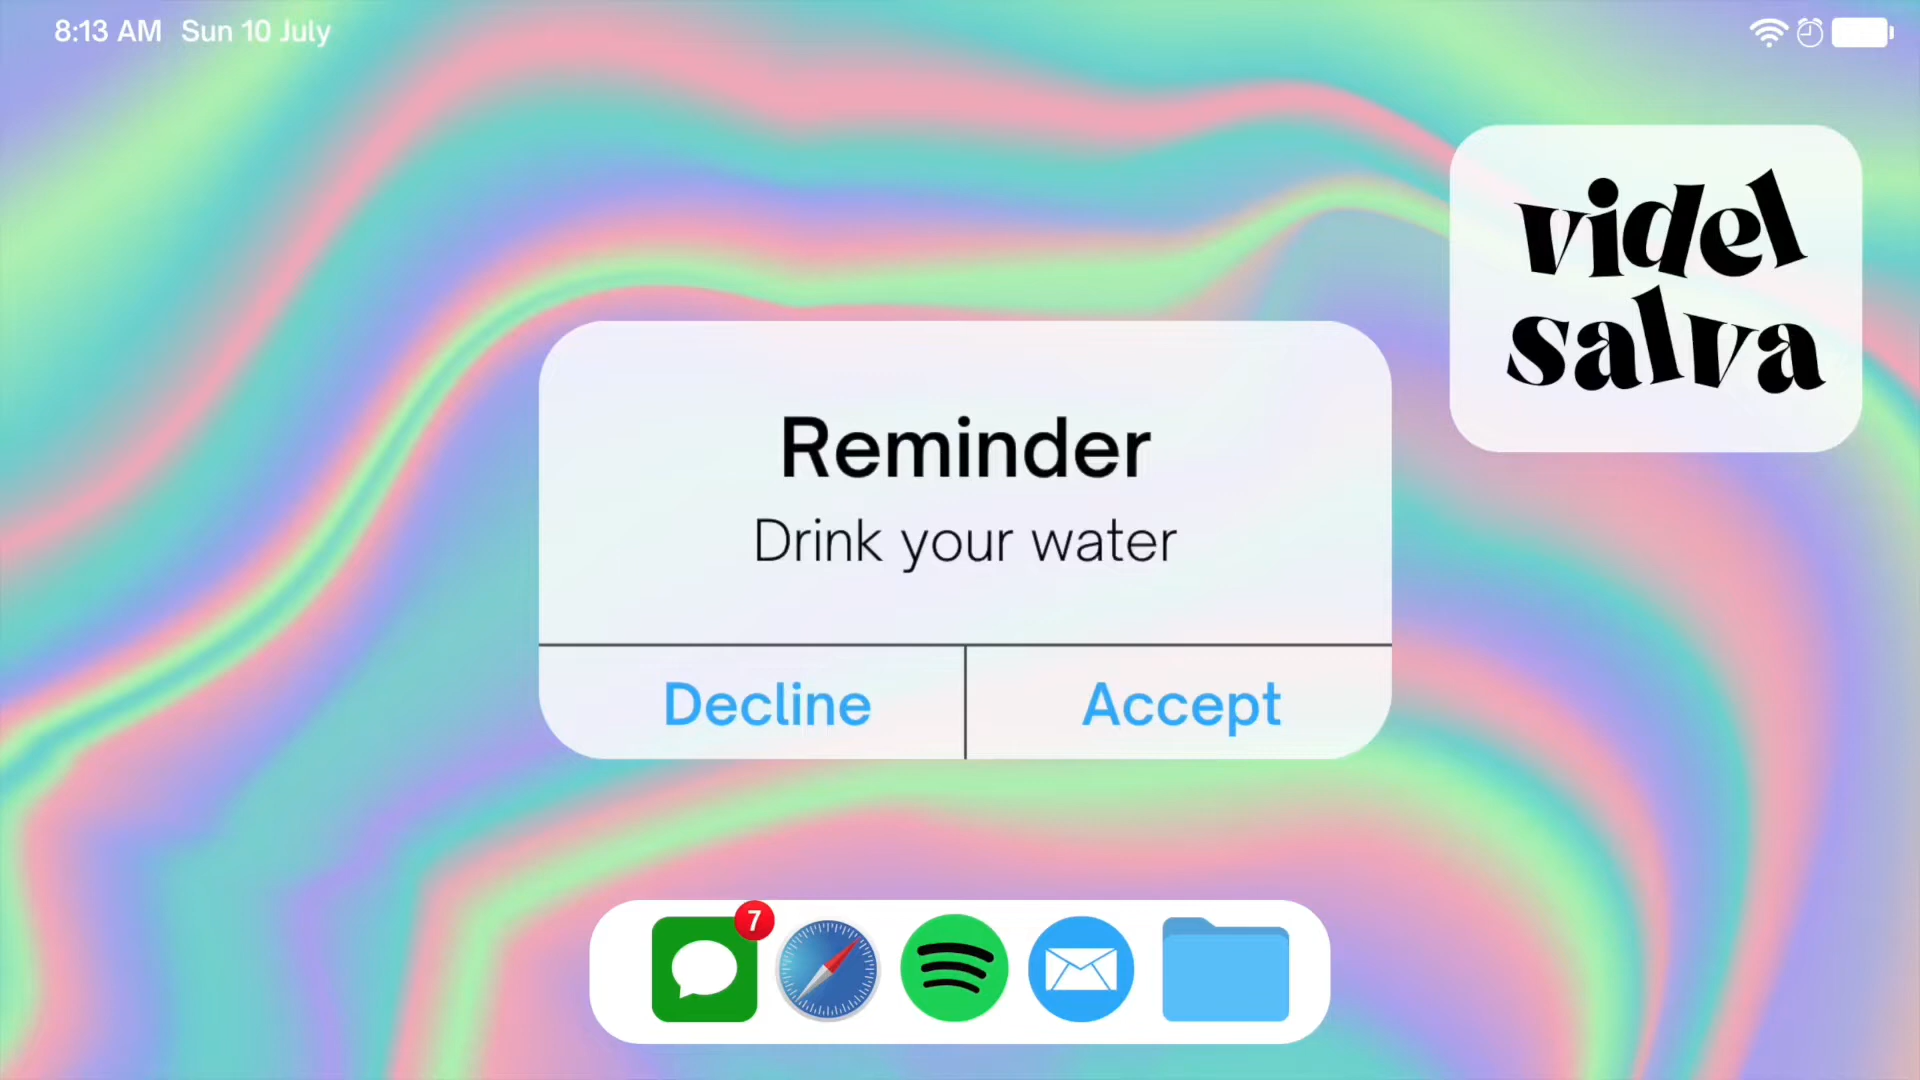 8:13 AM Sun 10 July
videl
salva
Reminder
Drink your water
Decline Accept
7